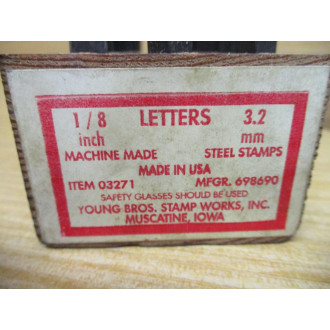 1 / 8 LETTERS 3.2
inch mm
MACHINE MADE STEEL STAMPS
MADE IN USA
ITEM 03271 MFGR. 698690
SAFETY GLASSES SHOULD BE USED
YOUNG BROS. STAMP WORKS, INC.
MUSCATINE, IOWA